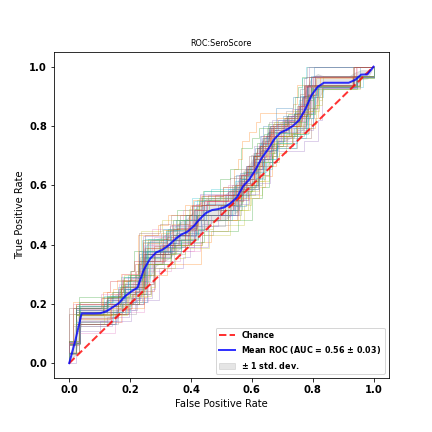 ROC:SeroScore
1.0
0.8
0.6
0.4
0.2
0.0
True Positive Rate
Chance
Mean ROC (AUC = 0.56 ± 0.03)
± 1 std. dev.
0.0 0.2 0.4 0.6 0.8 1.0
False Positive Rate